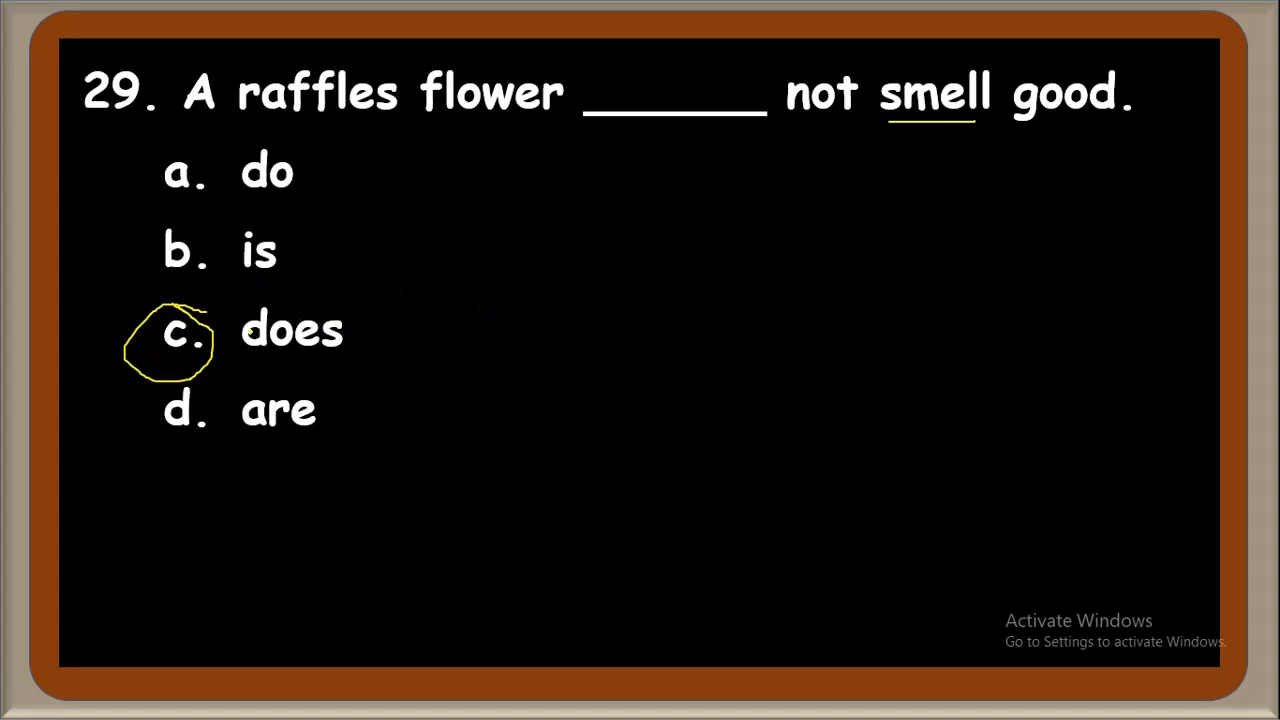 29. A raffles flower _______ not smell good.
a. do
b. is
c. does
d. are
Activate Windows
Go to Settings to activate Windows.